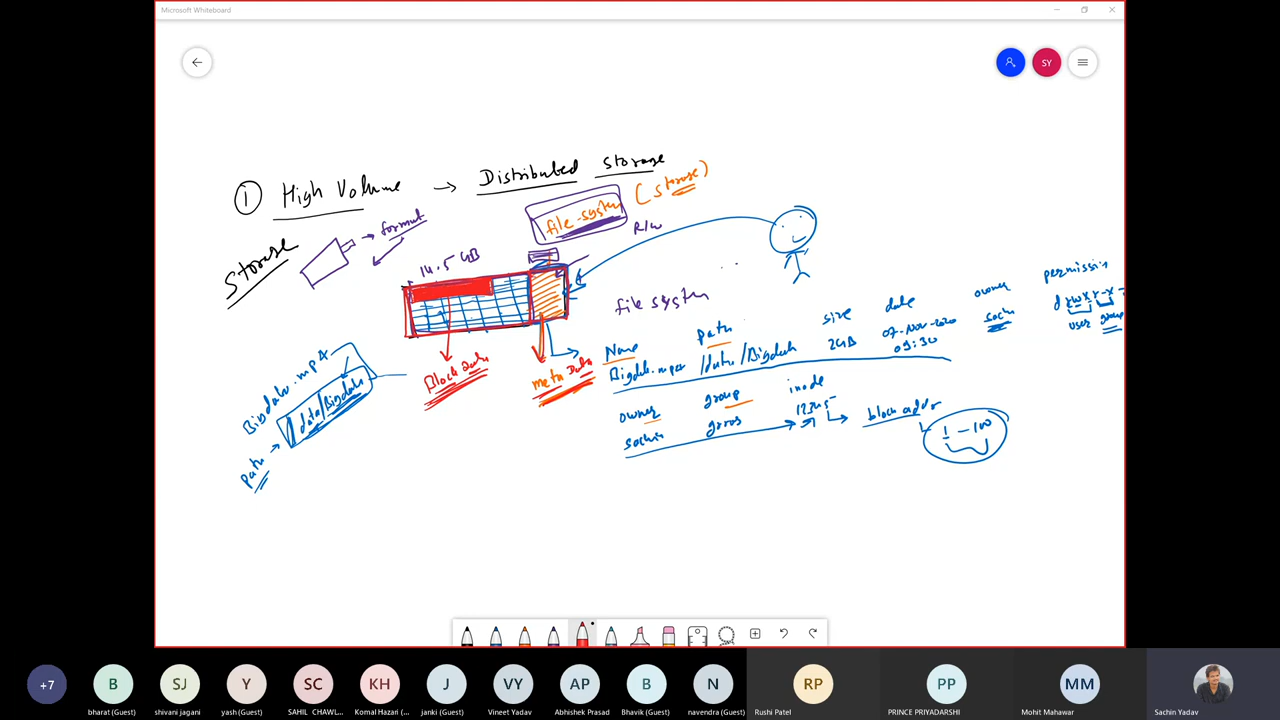 Microsoft Whiteboard
SY
① High Volume → Distributed Storage
(Storage)
file-system
R/W
Storage
→ format
14.5 GB
file system
Block Data
meta Data
Bigdata.mp4
/data/Bigdata
path →
Name path size date owner permission
Bigdata.mp4 /data/Bigdata 2GB 07-Nov-2020 sachin d rwx r-x -
09:30
user group
owner group inode
sachin 12345
block addr
1 - 100
+7 B SJ Y SC KH J VY AP B N RP PP MM
bharat (Guest) shivani jagani yash (Guest) SAHIL CHAWL... Komal Hazari (... janki (Guest) Vineet Yadav Abhishek Prasad Bhavik (Guest) navendra (Guest) Rushi Patel PRINCE PRIYADARSHI Mohit Mahawar Sachin Yadav